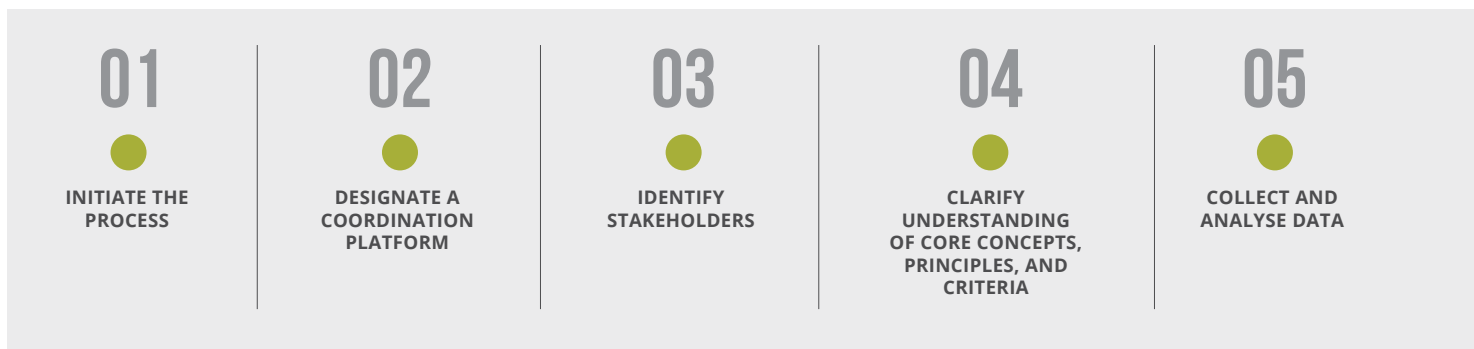 01
INITIATE THE
PROCESS
02
DESIGNATE A
COORDINATION
PLATFORM
03
IDENTIFY
STAKEHOLDERS
04
CLARIFY
UNDERSTANDING
OF CORE CONCEPTS,
PRINCIPLES, AND
CRITERIA
05
COLLECT AND
ANALYSE DATA